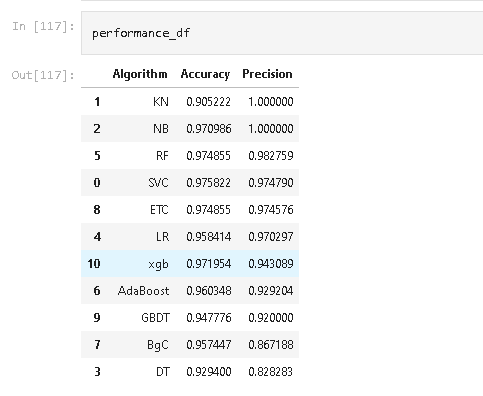 In [117]: performance_df
Out[117]:
Algorithm Accuracy Precision
1 KN 0.905222 1.000000
2 NB 0.970986 1.000000
5 RF 0.974855 0.982759
0 SVC 0.975822 0.974790
8 ETC 0.974855 0.974576
4 LR 0.958414 0.970297
10 xgb 0.971954 0.943089
6 AdaBoost 0.960348 0.929204
9 GBDT 0.947776 0.920000
7 BgC 0.957447 0.867188
3 DT 0.929400 0.828283